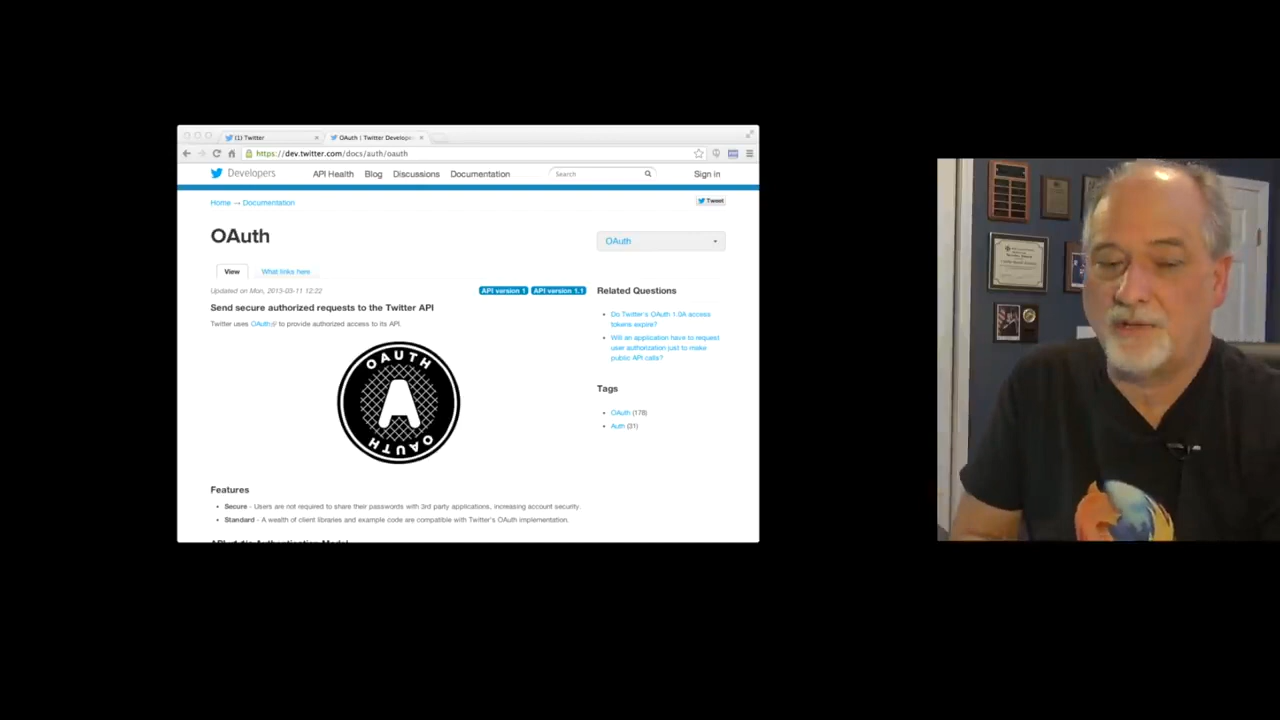 (1) Twitter
OAuth | Twitter Develope
https://dev.twitter.com/docs/auth/oauth
Developers
API Health
Blog
Discussions
Documentation
Search
Sign in
Home → Documentation
Tweet
OAuth
OAuth
View
What links here
Updated on Mon, 2013-03-11 12:22
API version 1
API version 1.1
Send secure authorized requests to the Twitter API
Twitter uses OAuth to provide authorized access to its API.
OAUTH
A
OAUTH
Features
• Secure - Users are not required to share their passwords with 3rd party applications, increasing account security.
• Standard - A wealth of client libraries and example code are compatible with Twitter's OAuth implementation.
Related Questions
• Do Twitter's OAuth 1.0A access
tokens expire?
• Will an application have to request
user authorization just to make
public API calls?
Tags
• OAuth (178)
• Auth (31)